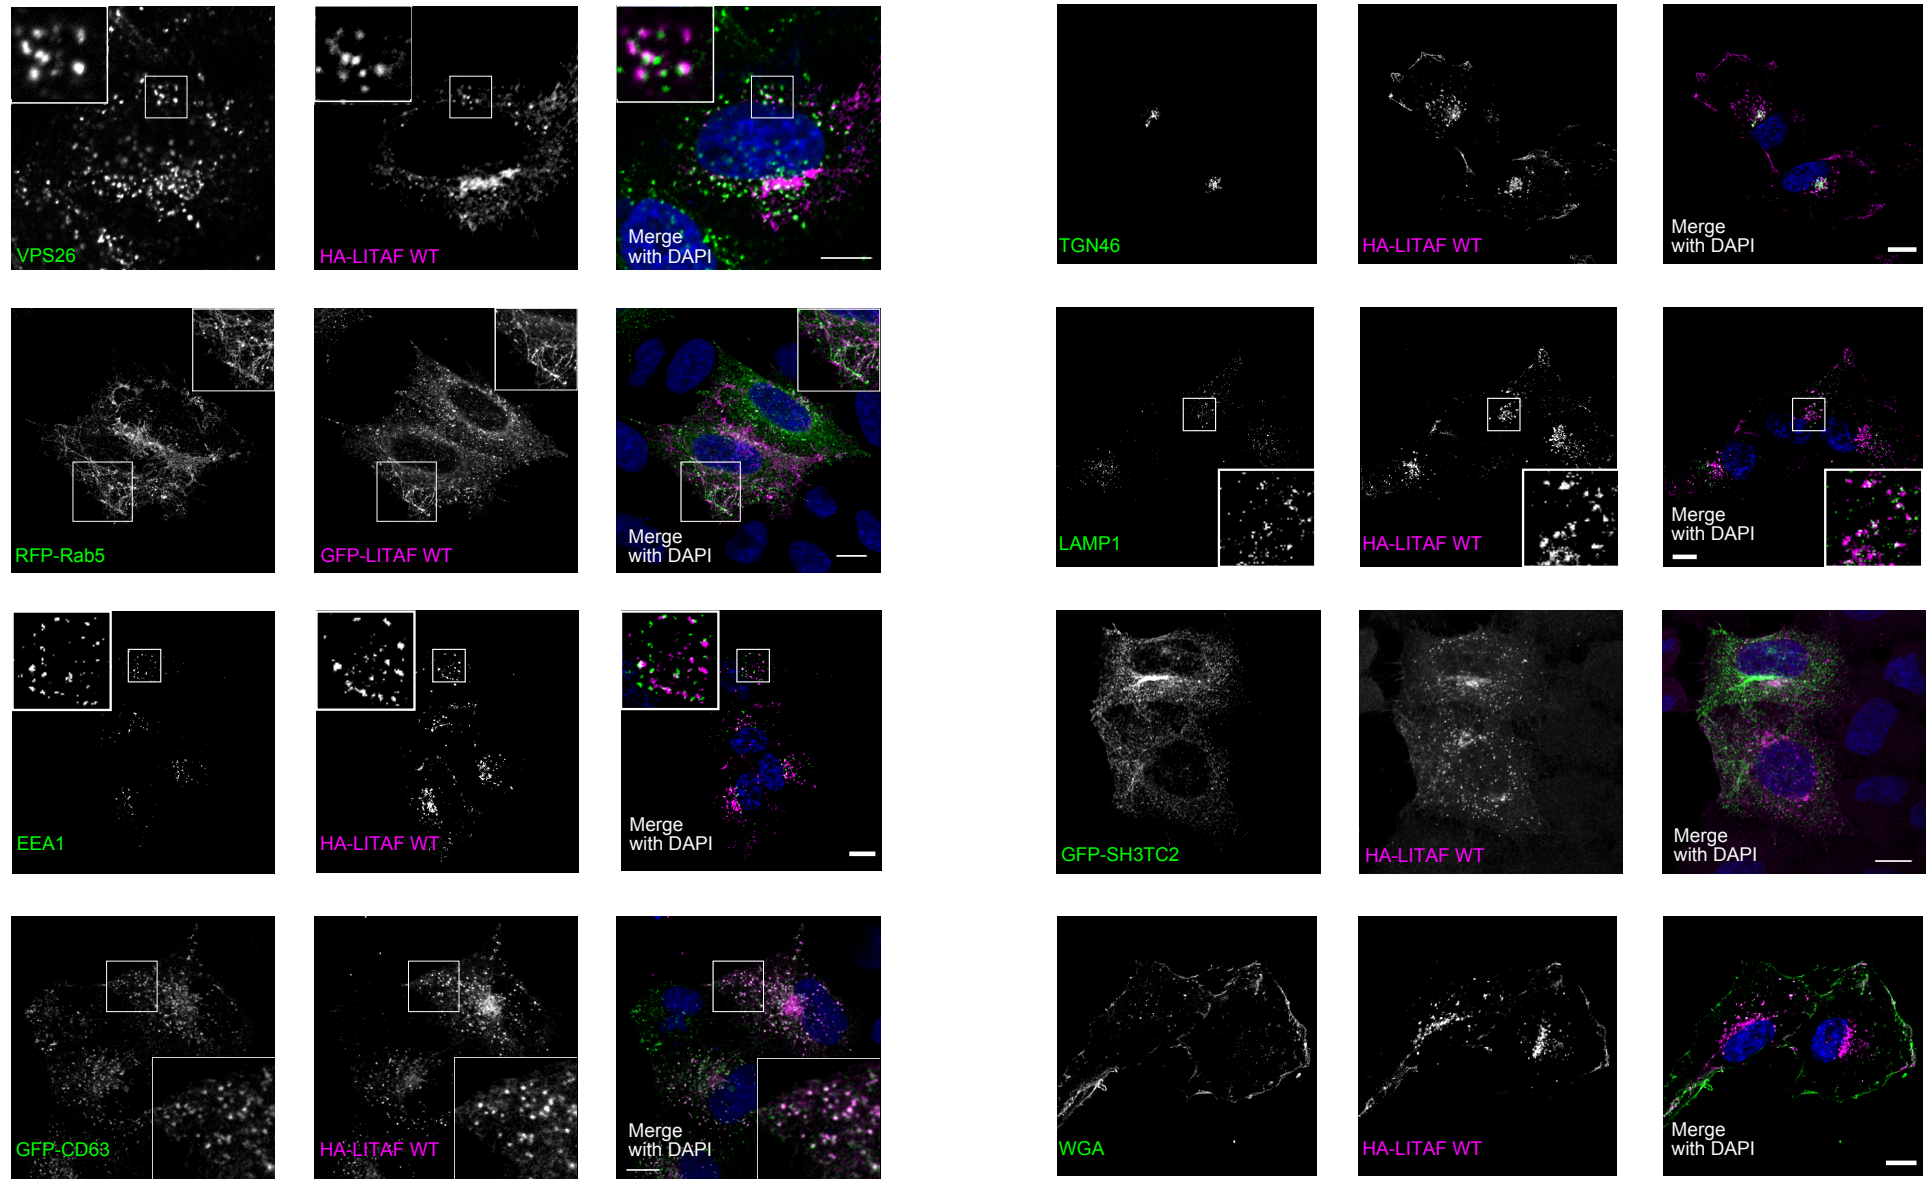 VPS26
HA-LITAF WT
Merge
with DAPI
TGN46
HA-LITAF WT
Merge
with DAPI
RFP-Rab5
GFP-LITAF WT
Merge
with DAPI
LAMP1
HA-LITAF WT
Merge
with DAPI
EEA1
HA-LITAF WT
Merge
with DAPI
GFP-SH3TC2
HA-LITAF WT
Merge
with DAPI
GFP-CD63
HA-LITAF WT
Merge
with DAPI
WGA
HA-LITAF WT
Merge
with DAPI